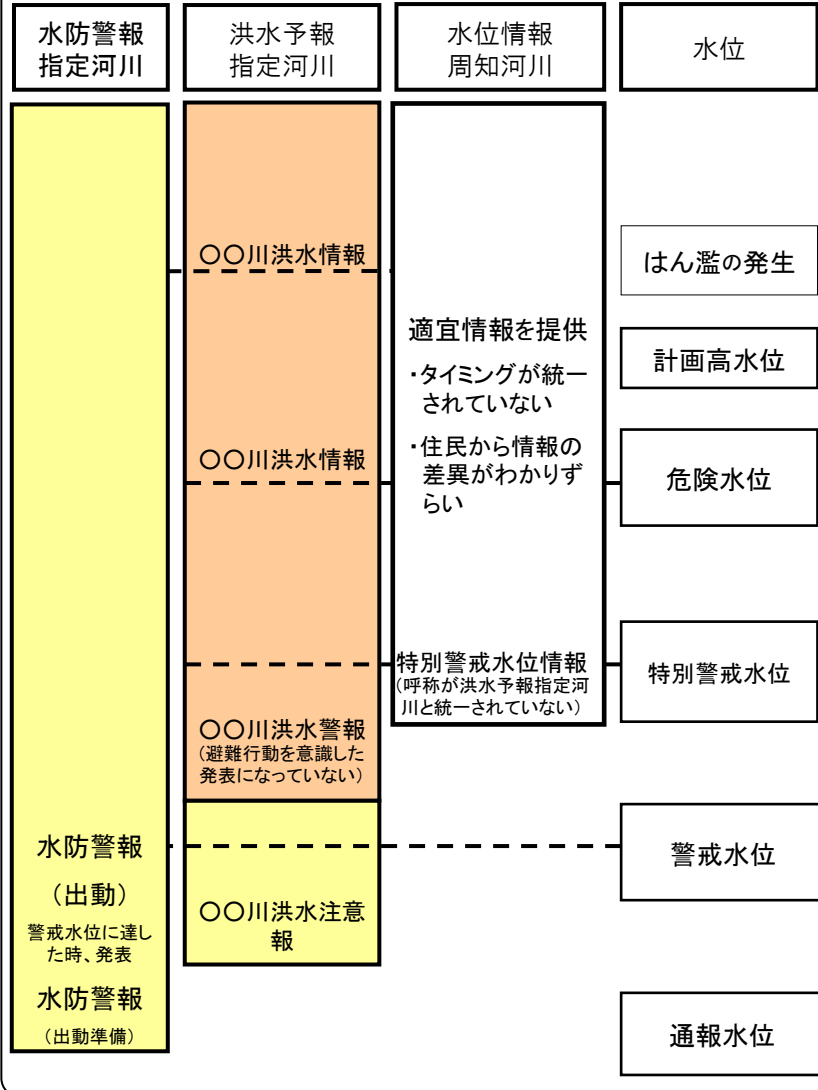 水防警報
指定河川
洪水予報
指定河川
水位情報
周知河川
水位
〇〇川洪水情報
はん濫の発生
適宜情報を提供
・タイミングが統一
されていない
・住民から情報の
差異がわかりず
らい
計画高水位
〇〇川洪水情報
危険水位
特別警戒水位情報
(呼称が洪水予報指定河
川と統一されていない)
特別警戒水位
〇〇川洪水警報
(避難行動を意識した
発表になっていない)
水防警報
(出動)
警戒水位に達し
た時、発表
〇〇川洪水注意
報
警戒水位
水防警報
(出動準備)
通報水位